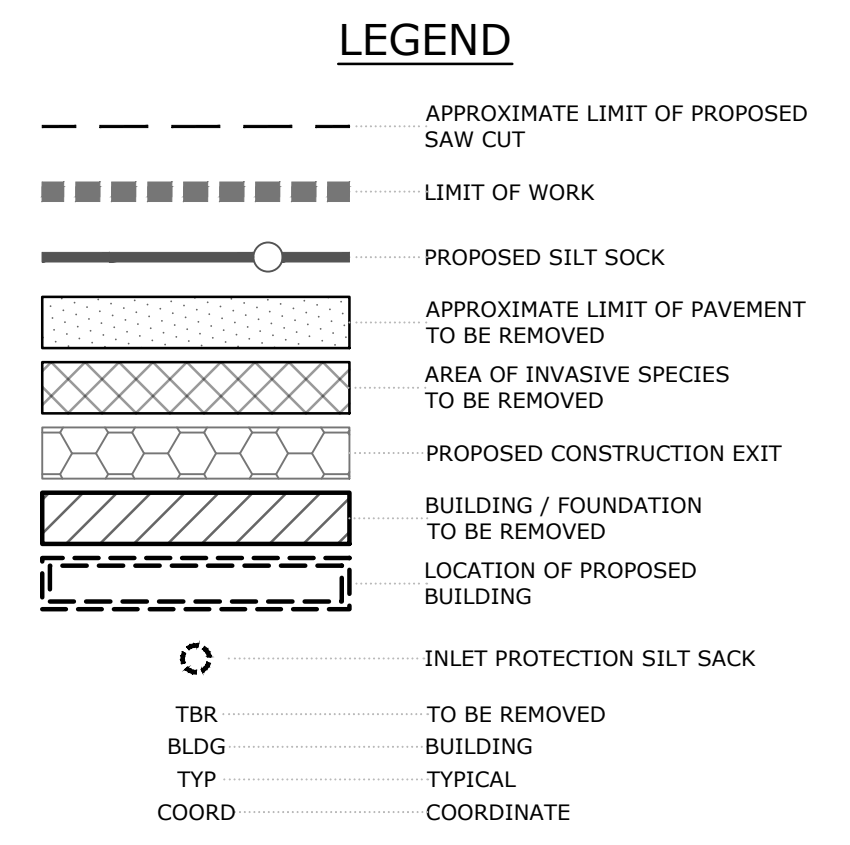 LEGEND
APPROXIMATE LIMIT OF PROPOSED
SAW CUT
LIMIT OF WORK
PROPOSED SILT SOCK
APPROXIMATE LIMIT OF PAVEMENT
TO BE REMOVED
AREA OF INVASIVE SPECIES
TO BE REMOVED
PROPOSED CONSTRUCTION EXIT
BUILDING / FOUNDATION
TO BE REMOVED
LOCATION OF PROPOSED
BUILDING
INLET PROTECTION SILT SACK
TBR TO BE REMOVED
BLDG BUILDING
TYP TYPICAL
COORD COORDINATE